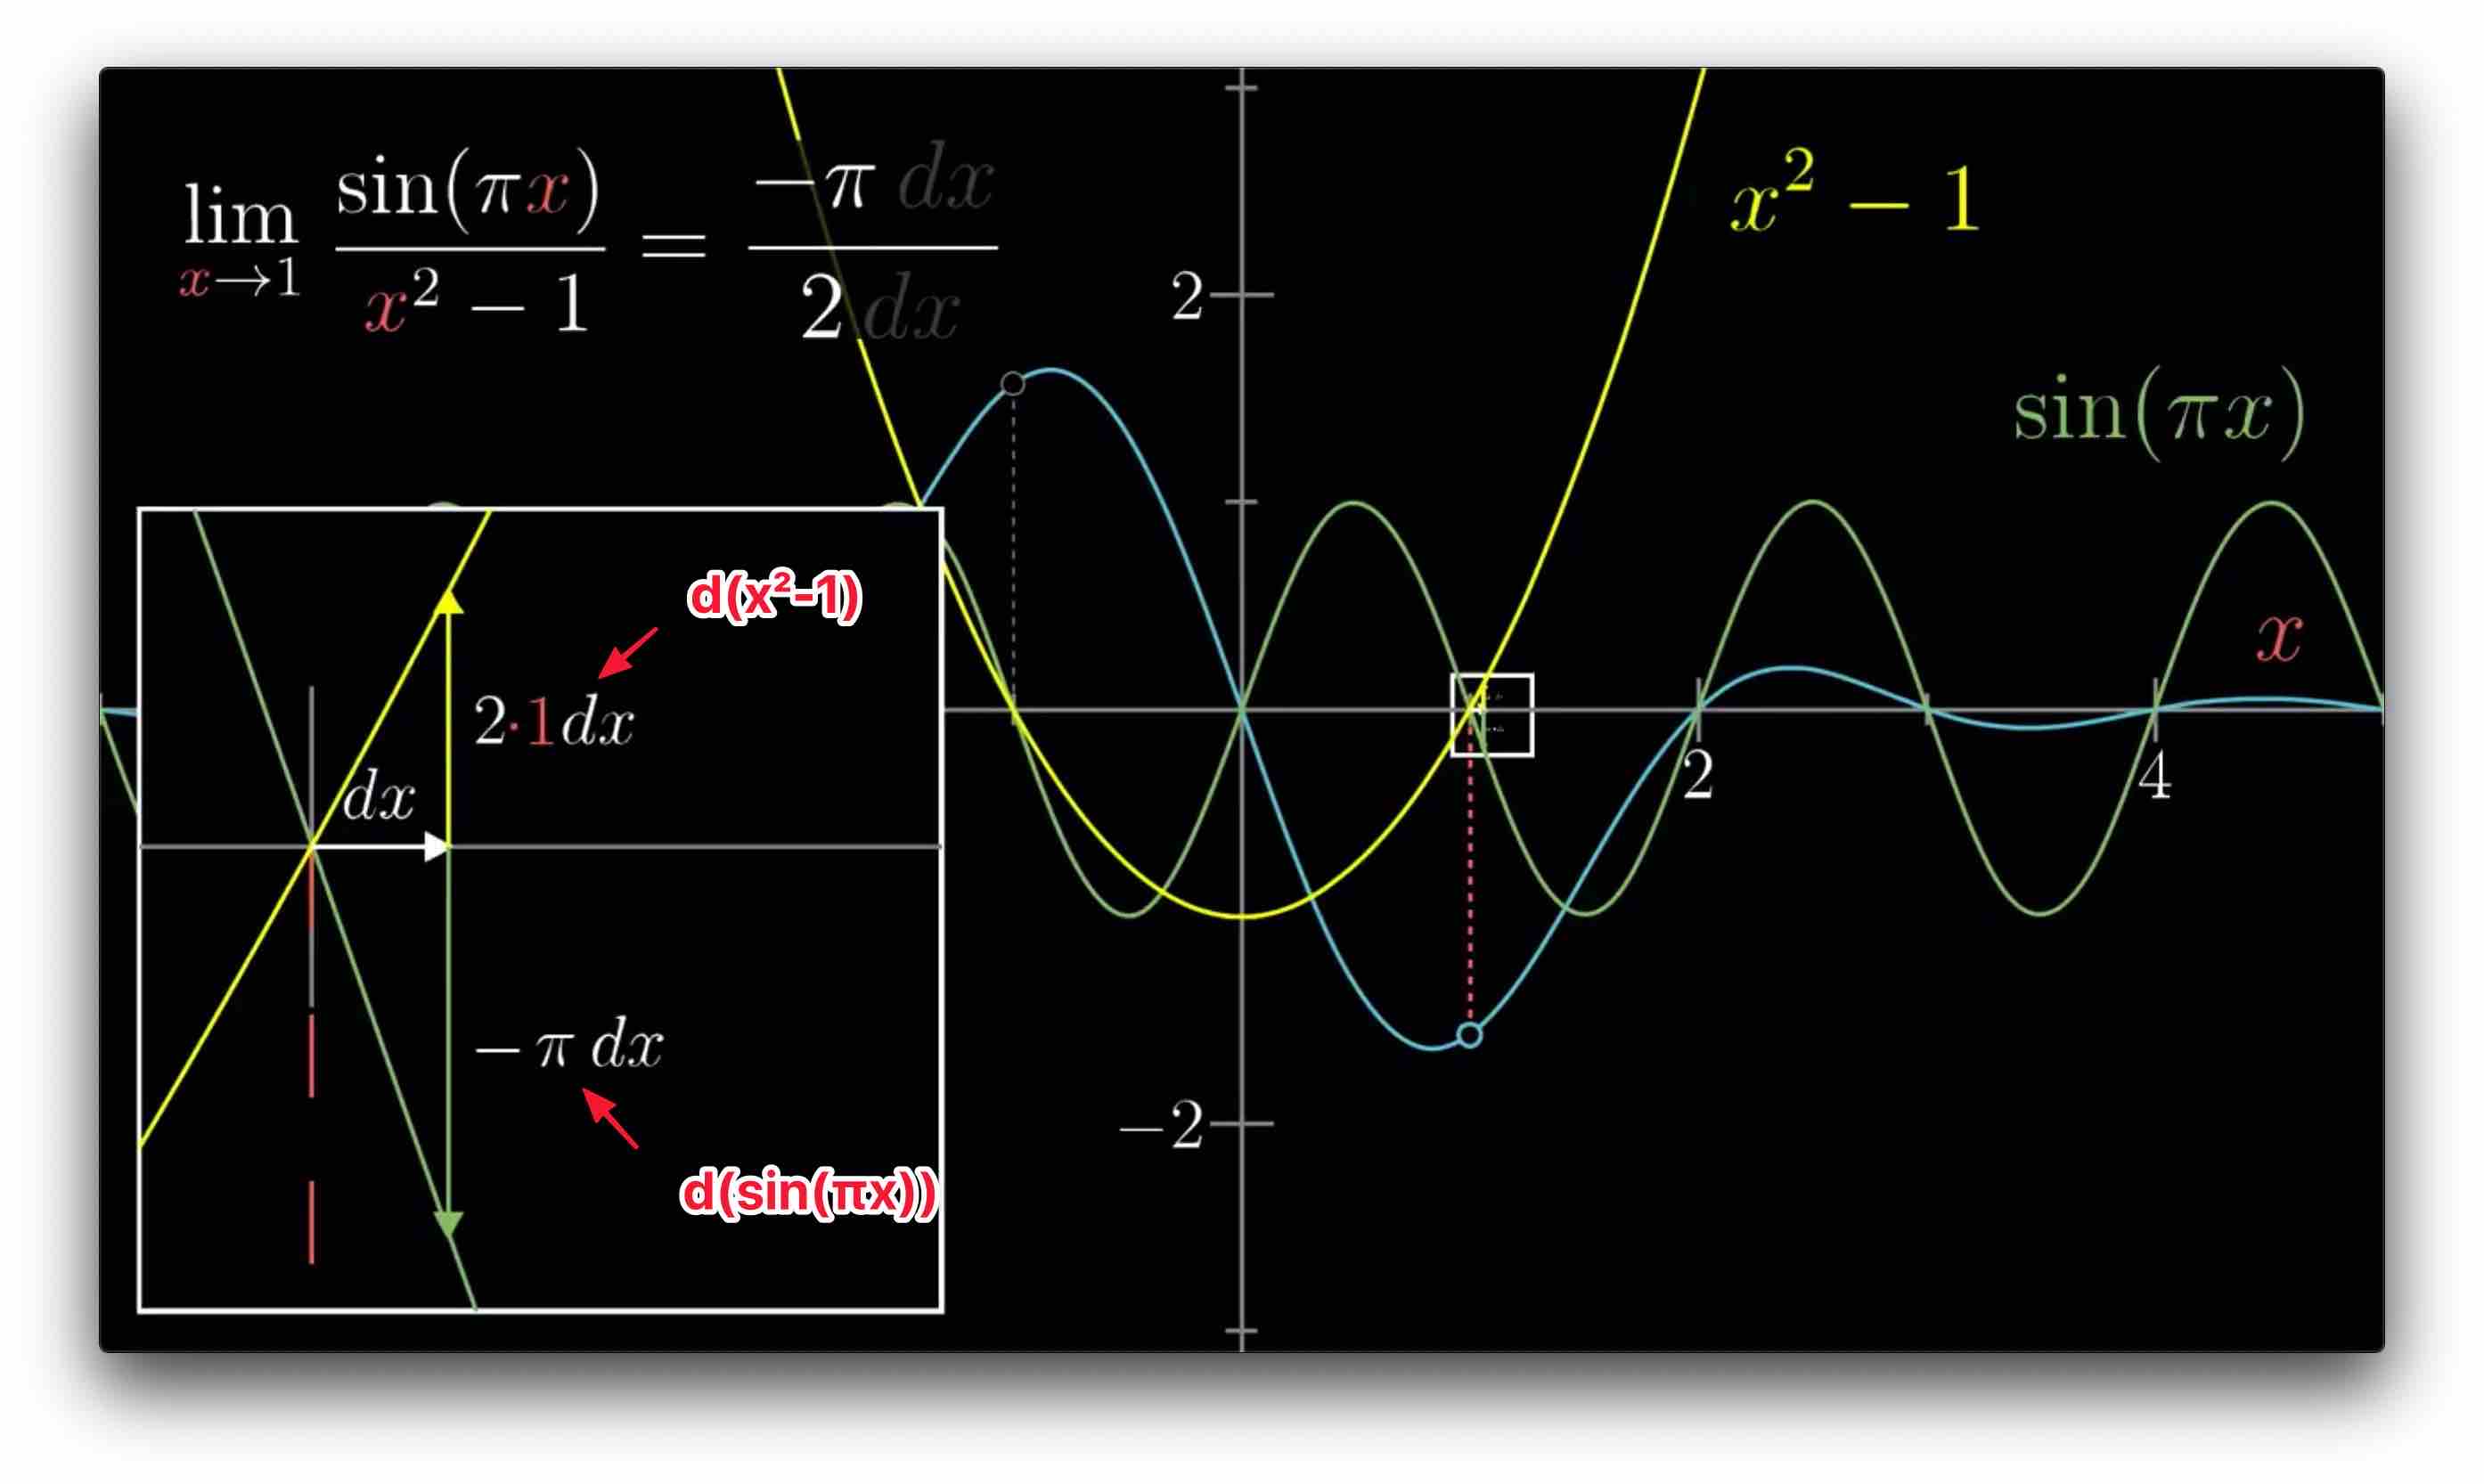 lim x→1 sin(πx) / x² − 1 = −π dx / 2 dx
x² − 1
2
sin(πx)
d(x²-1)
x
2·1dx
dx
2
4
−π dx
−2
d(sin(πx))